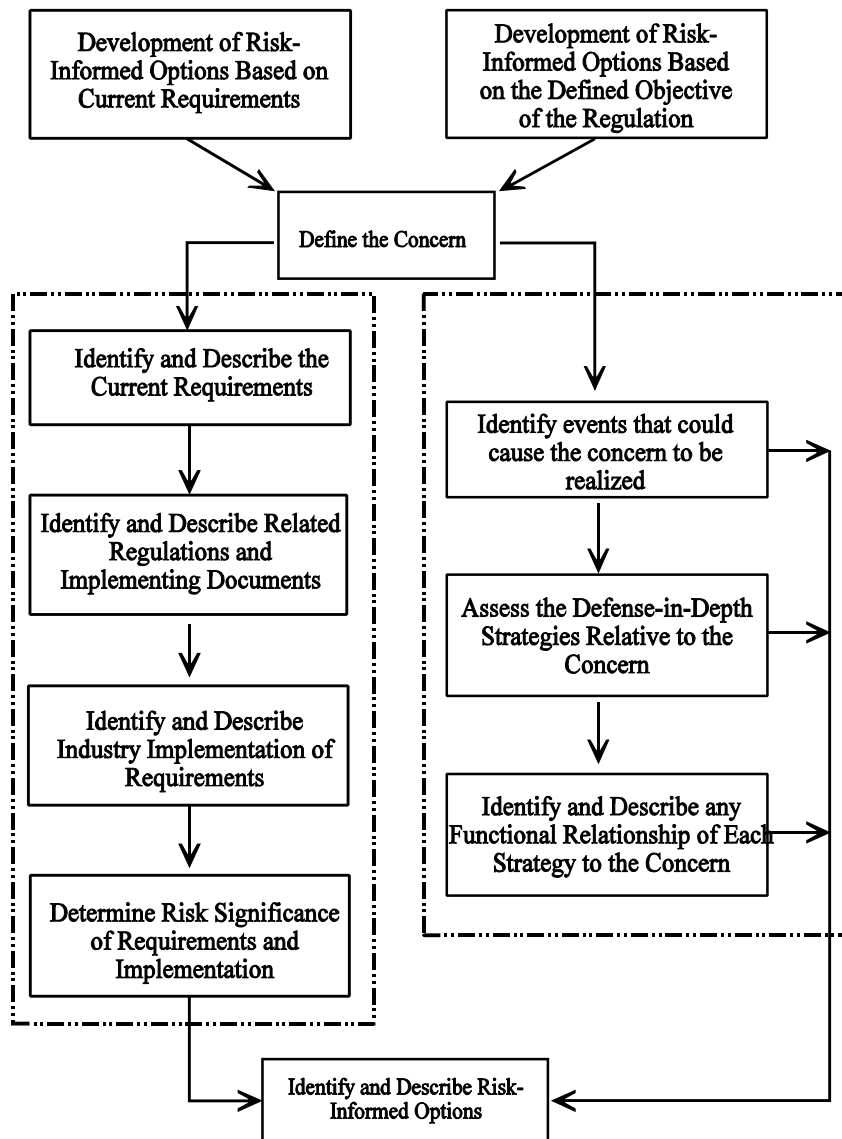 Development of Risk-
Informed Options Based on
Current Requirements
Development of Risk-
Informed Options Based
on the Defined Objective
of the Regulation
Define the Concern
Identify and Describe the
Current Requirements
Identify and Describe Related
Regulations and
Implementing Documents
Identify and Describe
Industry Implementation of
Requirements
Determine Risk Significance
of Requirements and
Implementation
Identify events that could
cause the concern to be
realized
Assess the Defense-in-Depth
Strategies Relative to the
Concern
Identify and Describe any
Functional Relationship of Each
Strategy to the Concern
Identify and Describe Risk-
Informed Options